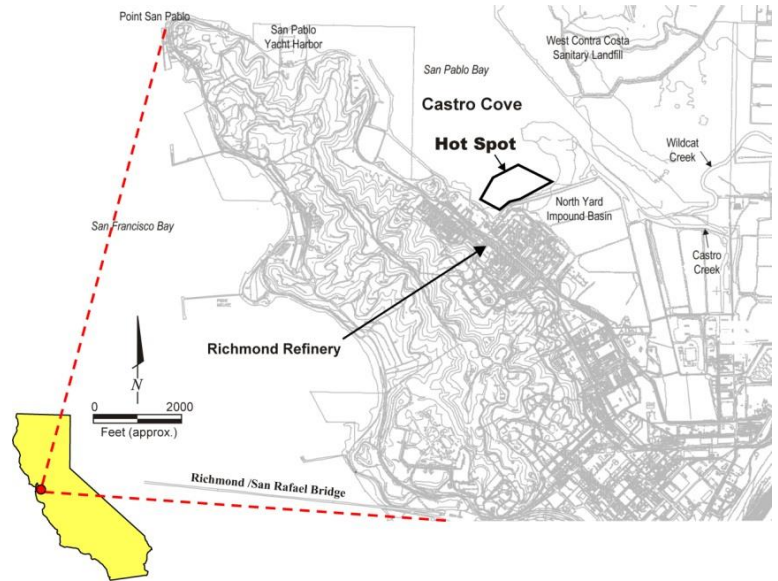 Point San Pablo
San Pablo
Yacht Harbor
West Contra Costa
Sanitary Landfill
San Pablo Bay
Castro Cove
Hot Spot
Wildcat
Creek
North Yard
Impound Basin
San Francisco Bay
Castro
Creek
Richmond Refinery
N
0 2000
Feet (approx.)
Richmond /San Rafael Bridge